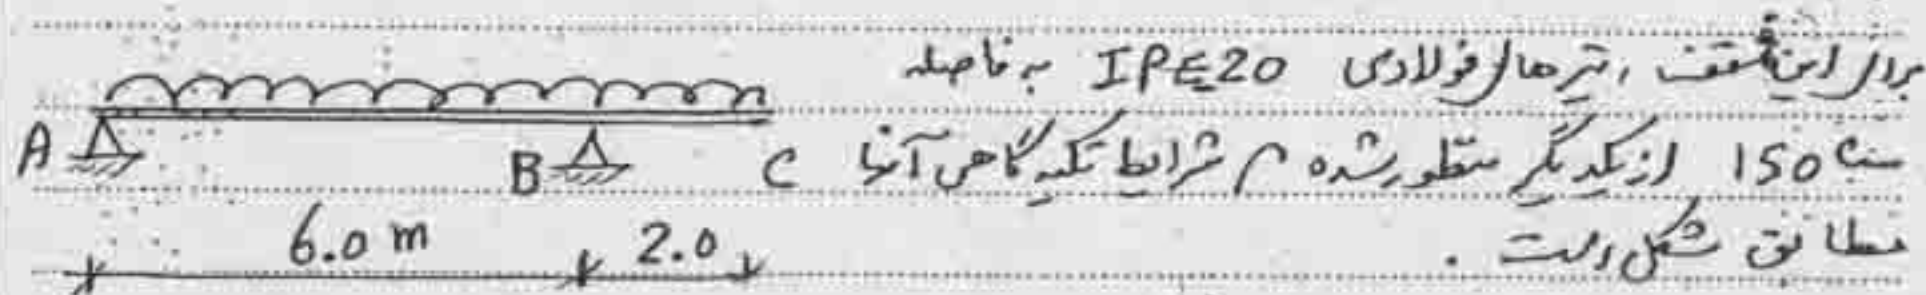 برای این سقف، تیرهای فولادی IPE20 به فاصله
150 سانت از یکدیگر منظور شده و شرایط تکیه گاهی آنها
مطابق شکل است.
A B C
6.0 m 2.0